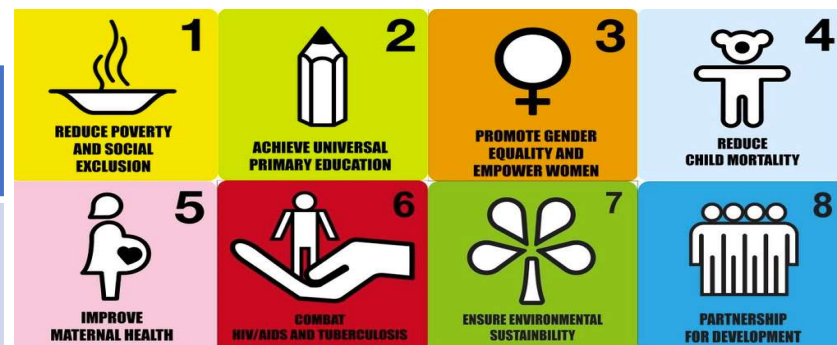 1
REDUCE POVERTY
AND SOCIAL
EXCLUSION
2
ACHIEVE UNIVERSAL
PRIMARY EDUCATION
3
PROMOTE GENDER
EQUALITY AND
EMPOWER WOMEN
4
REDUCE
CHILD MORTALITY
5
IMPROVE
MATERNAL HEALTH
6
COMBAT
HIV/AIDS AND TUBERCULOSIS
7
ENSURE ENVIRONMENTAL
SUSTAINBILITY
8
PARTNERSHIP
FOR DEVELOPMENT